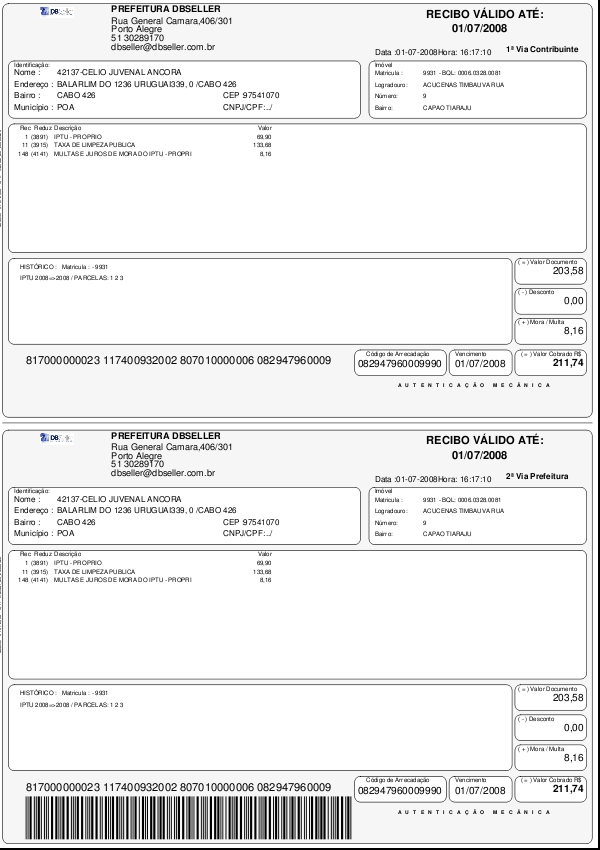 DB
PREFEITURA DBSELLER
Rua General Camara,406/301
Porto Alegre
51 30289170
dbseller@dbseller.com.br
RECIBO VÁLIDO ATÉ:
01/07/2008
Data :01-07-2008Hora: 16:17:10
1ª Via Contribuinte
Identificação:
Nome : 42137-CELIO JUVENAL ANCORA
Endereço : BALARLIM DO 1236 URUGUAI339, 0 /CABO 426
Bairro : CABO 426 CEP 97541070
Município : POA CNPJ/CPF:../
Imóvel
Matrícula : 9931 - BQL: 0006.0328.0081
Logradouro: ACUCENAS TIMBAUVA RUA
Número: 9
Bairro: CAPAO TIARAJU
Rec Reduz Descrição Valor
1 (3891) IPTU - PROPRIO 69,90
11 (3915) TAXA DE LIMPEZA PUBLICA 133,68
148 (4141) MULTAS E JUROS DE MORA DO IPTU - PROPRI 8,16
HISTÓRICO : Matricula : - 9931
IPTU 2008=>2008 / PARCELAS: 1 2 3
( = ) Valor Documento
203,58
( - ) Desconto
0,00
( + ) Mora / Multa
8,16
817000000023 117400932002 807010000006 082947960009
Código de Arrecadação
082947960009990
Vencimento
01/07/2008
( = ) Valor Cobrado R$
211,74
AUTENTICAÇÃO MECÂNICA
DB
PREFEITURA DBSELLER
Rua General Camara,406/301
Porto Alegre
51 30289170
dbseller@dbseller.com.br
RECIBO VÁLIDO ATÉ:
01/07/2008
Data :01-07-2008Hora: 16:17:10
2ª Via Prefeitura
Identificação:
Nome : 42137-CELIO JUVENAL ANCORA
Endereço : BALARLIM DO 1236 URUGUAI339, 0 /CABO 426
Bairro : CABO 426 CEP 97541070
Município : POA CNPJ/CPF:../
Imóvel
Matrícula : 9931 - BQL: 0006.0328.0081
Logradouro: ACUCENAS TIMBAUVA RUA
Número: 9
Bairro: CAPAO TIARAJU
Rec Reduz Descrição Valor
1 (3891) IPTU - PROPRIO 69,90
11 (3915) TAXA DE LIMPEZA PUBLICA 133,68
148 (4141) MULTAS E JUROS DE MORA DO IPTU - PROPRI 8,16
HISTÓRICO : Matricula : - 9931
IPTU 2008=>2008 / PARCELAS: 1 2 3
( = ) Valor Documento
203,58
( - ) Desconto
0,00
( + ) Mora / Multa
8,16
817000000023 117400932002 807010000006 082947960009
Código de Arrecadação
082947960009990
Vencimento
01/07/2008
( = ) Valor Cobrado R$
211,74
AUTENTICAÇÃO MECÂNICA